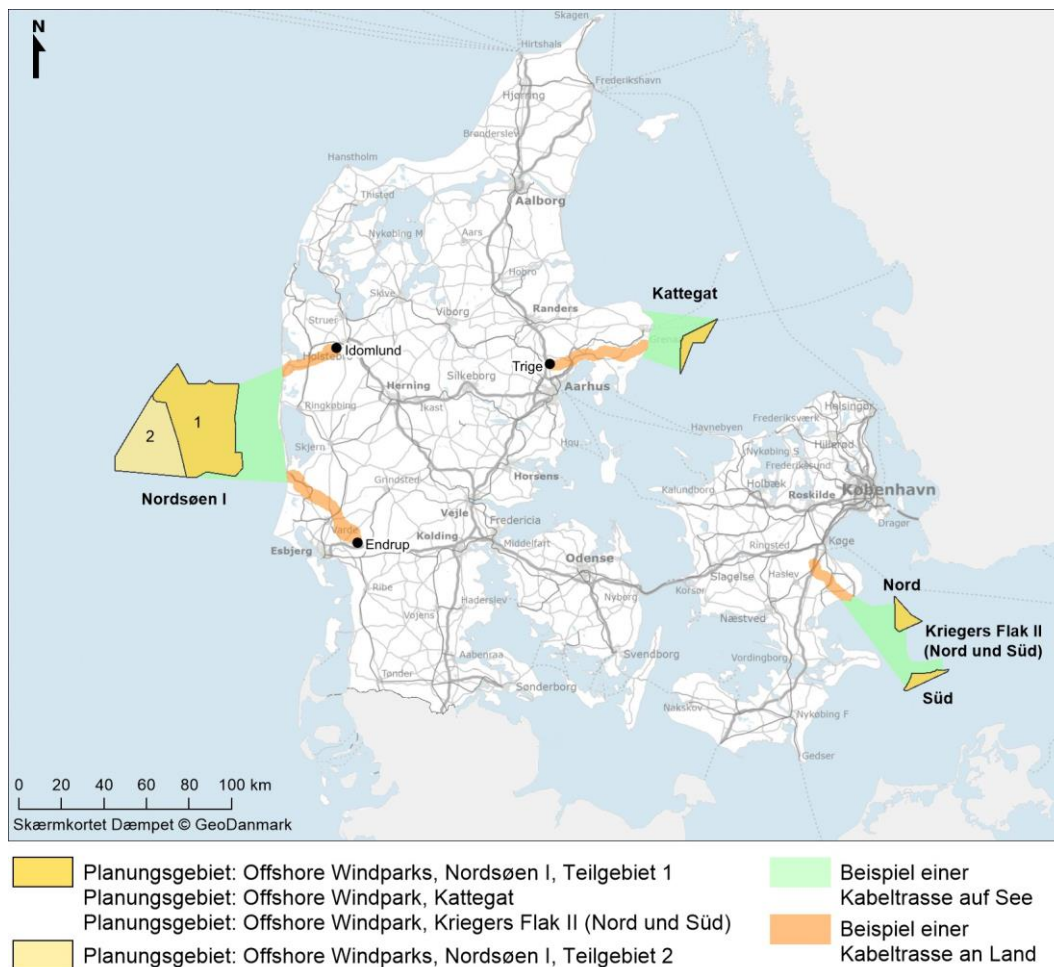 N
Skagen
Hirtshals
Frederikshavn
Hjørring
Brønderslev
Hanstholm
Thisted
Aalborg
Nykøbing M
Aars
Hobro
Skive
Viborg
Randers
Kattegat
Struer
Idomlund
Holstebro
Grenaa
Trige
Silkeborg
Aarhus
Herning
Ikast
Ringkøbing
1
2
Skjern
Nordsøen I
Grindsted
Hou
Horsens
Havnebyen
Frederiksværk
Helsingør
Hillerød
Nykøbing S
Frederikssund
Holbæk
Kalundborg
Roskilde
København
Dragør
Vejle
Fredericia
Middelfart
Varde
Endrup
Esbjerg
Kolding
Odense
Ringsted
Køge
Slagelse
Haslev
Korsør
Nyborg
Ribe
Vojens
Haderslev
Næstved
Nord
Kriegers Flak II
(Nord und Süd)
Süd
Svendborg
Vordingborg
Aabenraa
Tønder
Sønderborg
Nakskov
Nykøbing F
Gedser
0 20 40 60 80 100 km
Skærmkortet Dæmpet © GeoDanmark
Planungsgebiet: Offshore Windparks, Nordsøen I, Teilgebiet 1
Planungsgebiet: Offshore Windpark, Kattegat
Planungsgebiet: Offshore Windpark, Kriegers Flak II (Nord und Süd)
Planungsgebiet: Offshore Windparks, Nordsøen I, Teilgebiet 2
Beispiel einer
Kabeltrasse auf See
Beispiel einer
Kabeltrasse an Land